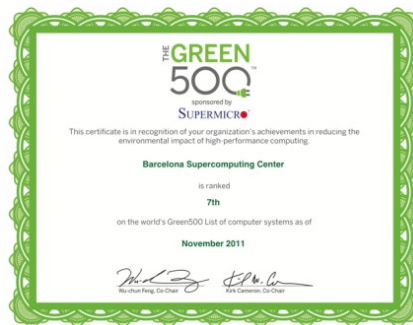 THE GREEN
500™
sponsored by
SUPERMICRO
This certificate is in recognition of your organization's achievements in reducing the
environmental impact of high-performance computing.
Barcelona Supercomputing Center
is ranked
7th
on the world's Green500 List of computer systems as of
November 2011
Wu-chun Feng, Co-Chair
Kirk Cameron, Co-Chair